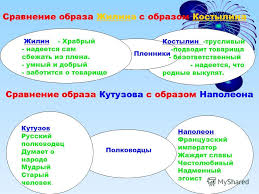 Сравнение образа Жилина с образом Костылина
Жилин - Храбрый
- надеется сам
сбежать из плена.
- умный и добрый
- заботится о товарище
Пленники
Костылин -трусливый
-подводит товарища
- безответственный
- надеется, что
родные выкупят.
Сравнение образа Кутузова с образом Наполеона
Кутузов
Русский
полководец
Думает о
народе
Мудрый
Старый
человек
Полководцы
Наполеон
Французский
император
Жаждет славы
Честолюбивый
Надменный
эгоист
MyShared